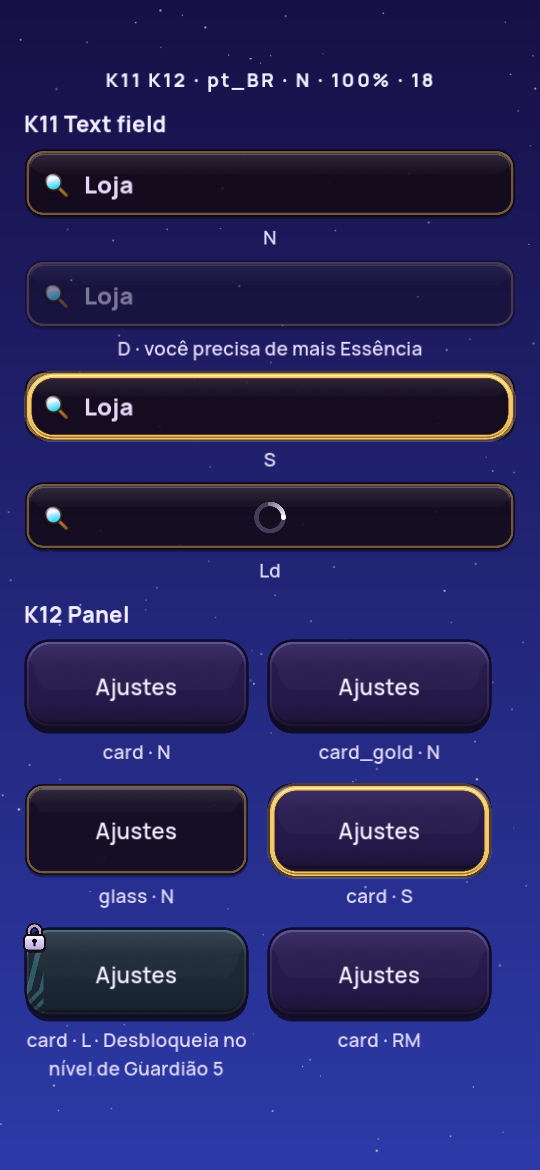 K11 K12 · pt_BR · N · 100% · 18
K11 Text field
Loja
N
Loja
D · você precisa de mais Essência
Loja
S
Ld
K12 Panel
Ajustes
Ajustes
card · N
card_gold · N
Ajustes
Ajustes
glass · N
card · S
Ajustes
Ajustes
card · L · Desbloqueia no
nível de Guardião 5
card · RM